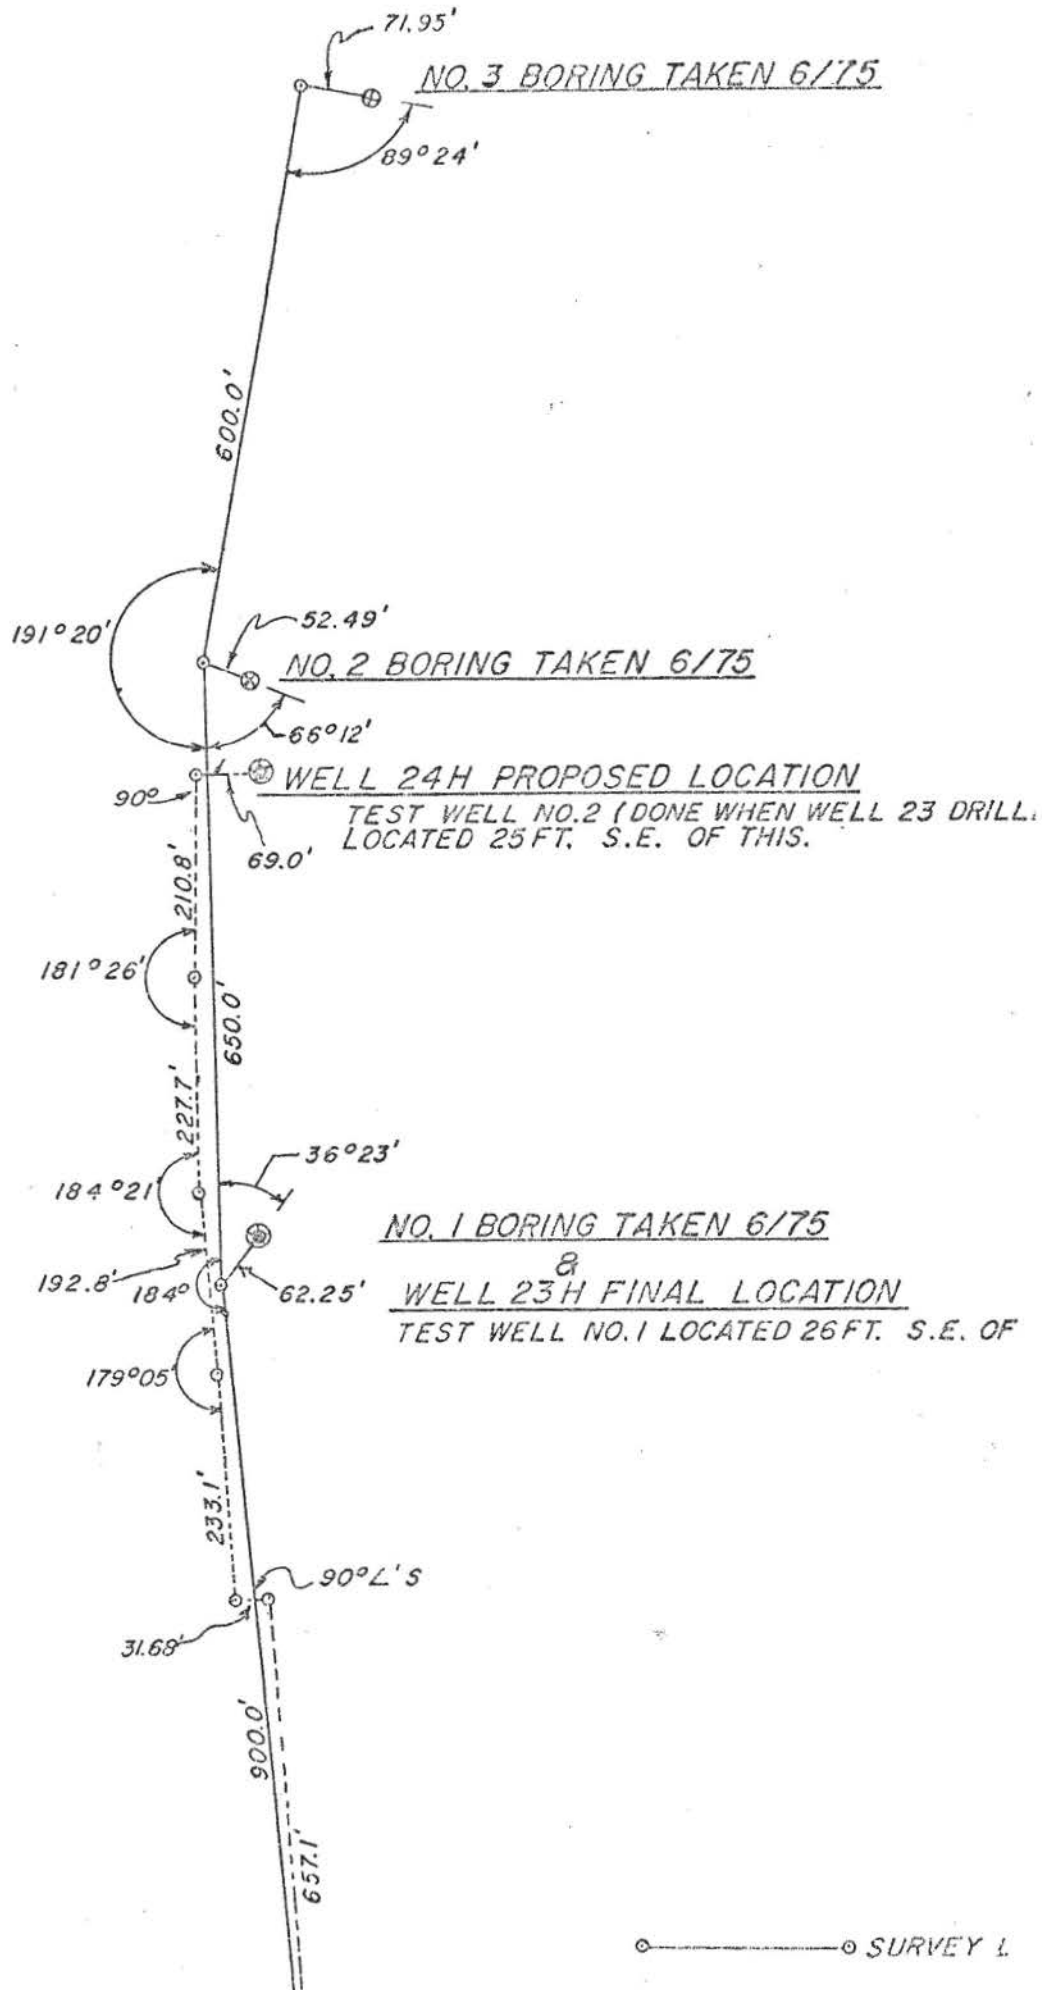 71.95'
NO. 3 BORING TAKEN 6/75
89°24'
600.0'
191°20'
52.49'
NO. 2 BORING TAKEN 6/75
66°12'
WELL 24H PROPOSED LOCATION
90°
TEST WELL NO.2 (DONE WHEN WELL 23 DRILL
LOCATED 25 FT. S.E. OF THIS.
69.0'
210.8'
181°26'
650.0'
227.7'
36°23'
184°21'
NO. 1 BORING TAKEN 6/75
&
192.8'
184°
62.25'
WELL 23H FINAL LOCATION
TEST WELL NO.1 LOCATED 26 FT. S.E. OF
179°05'
233.1'
90°∠'S
31.68'
900.0'
657.1'
SURVEY L